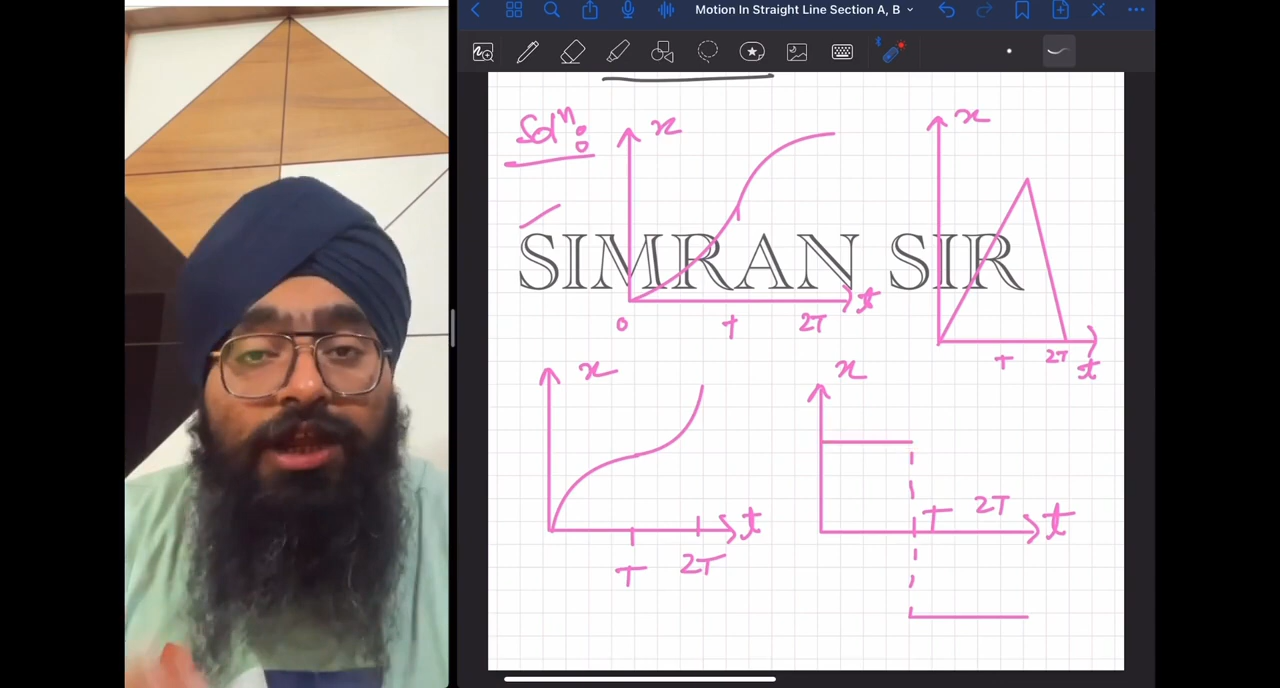 Motion In Straight Line Section A, B
Solⁿ:
x
x
SIMRAN SIR
t
0
T
2T
T
2T
t
x
x
T
2T
t
t
T
2T